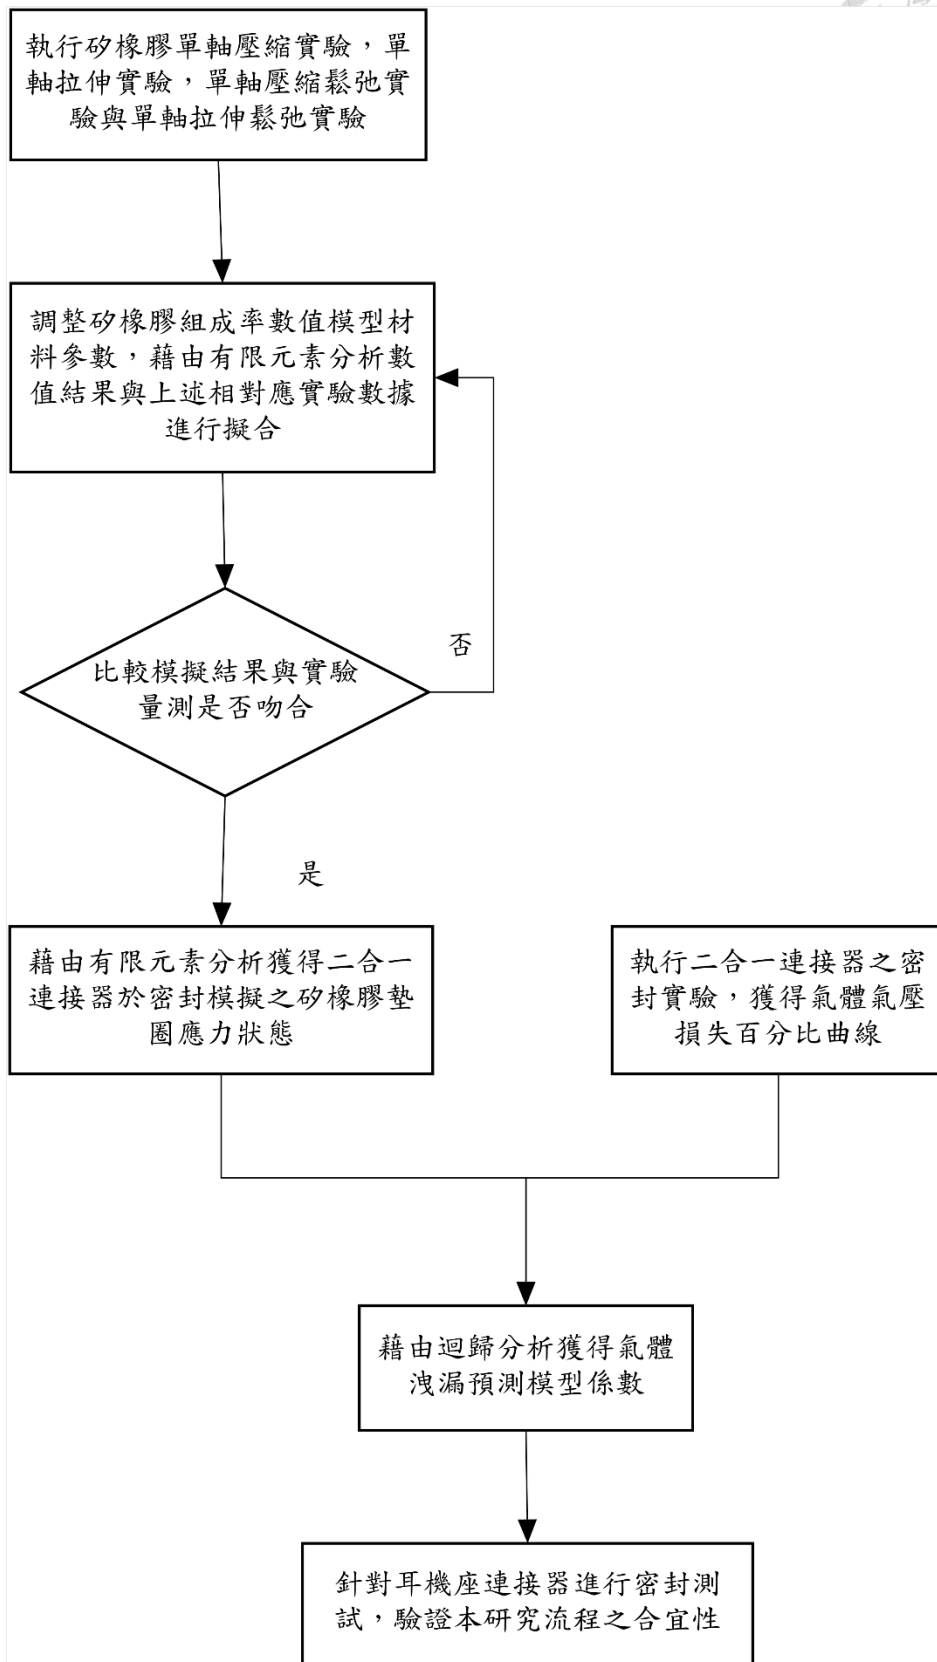 執行矽橡膠單軸壓縮實驗，單
軸拉伸實驗，單軸壓縮鬆弛實
驗與單軸拉伸鬆弛實驗
調整矽橡膠組成率數值模型材
料參數，藉由有限元素分析數
值結果與上述相對應實驗數據
進行擬合
否
比較模擬結果與實驗
量測是否吻合
是
藉由有限元素分析獲得二合一
連接器於密封模擬之矽橡膠墊
圈應力狀態
執行二合一連接器之密
封實驗，獲得氣體氣壓
損失百分比曲線
藉由迴歸分析獲得氣體
洩漏預測模型係數
針對耳機座連接器進行密封測
試，驗證本研究流程之合宜性